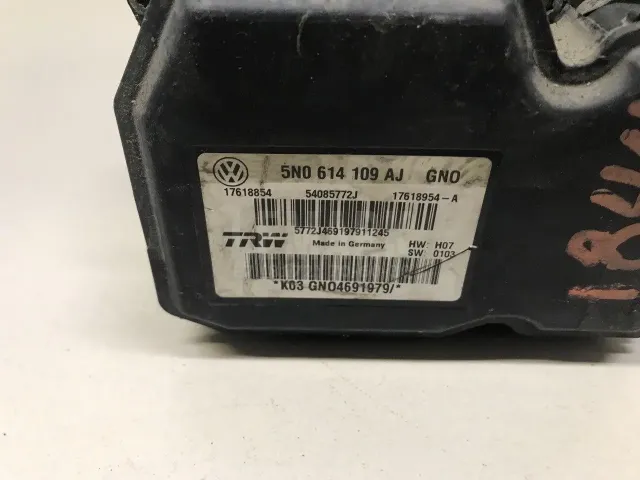 5N0 614 109 AJ GNO
17618854 54085772J 17618954-A
5772J469197911245
TRW Made in Germany HW: H07
SW: 0103
*K03 GNO4691979/*